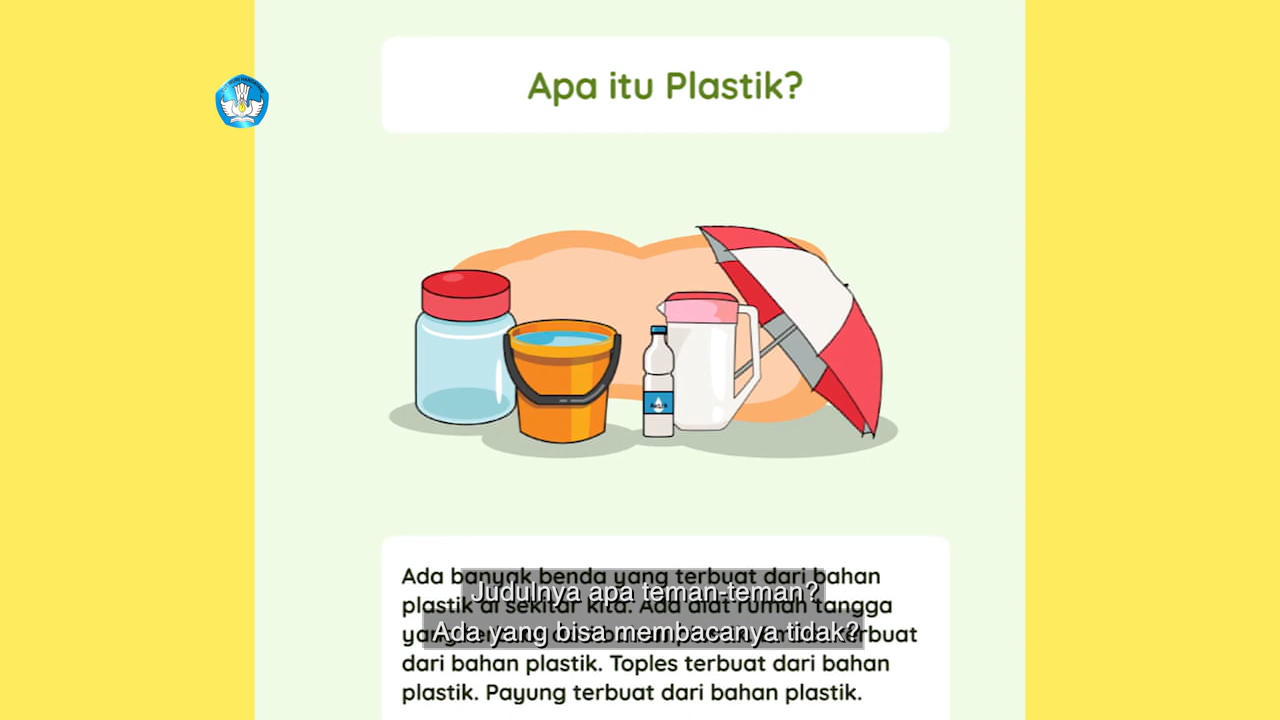 Apa itu Plastik?
Ada banyak benda yang terbuat dari bahan
plastik di sekitar kita. Ada alat rumah tangga
terbuat
dari bahan plastik. Toples terbuat dari bahan
plastik. Payung terbuat dari bahan plastik.
Judulnya apa teman-teman?
Ada yang bisa membacanya tidak?